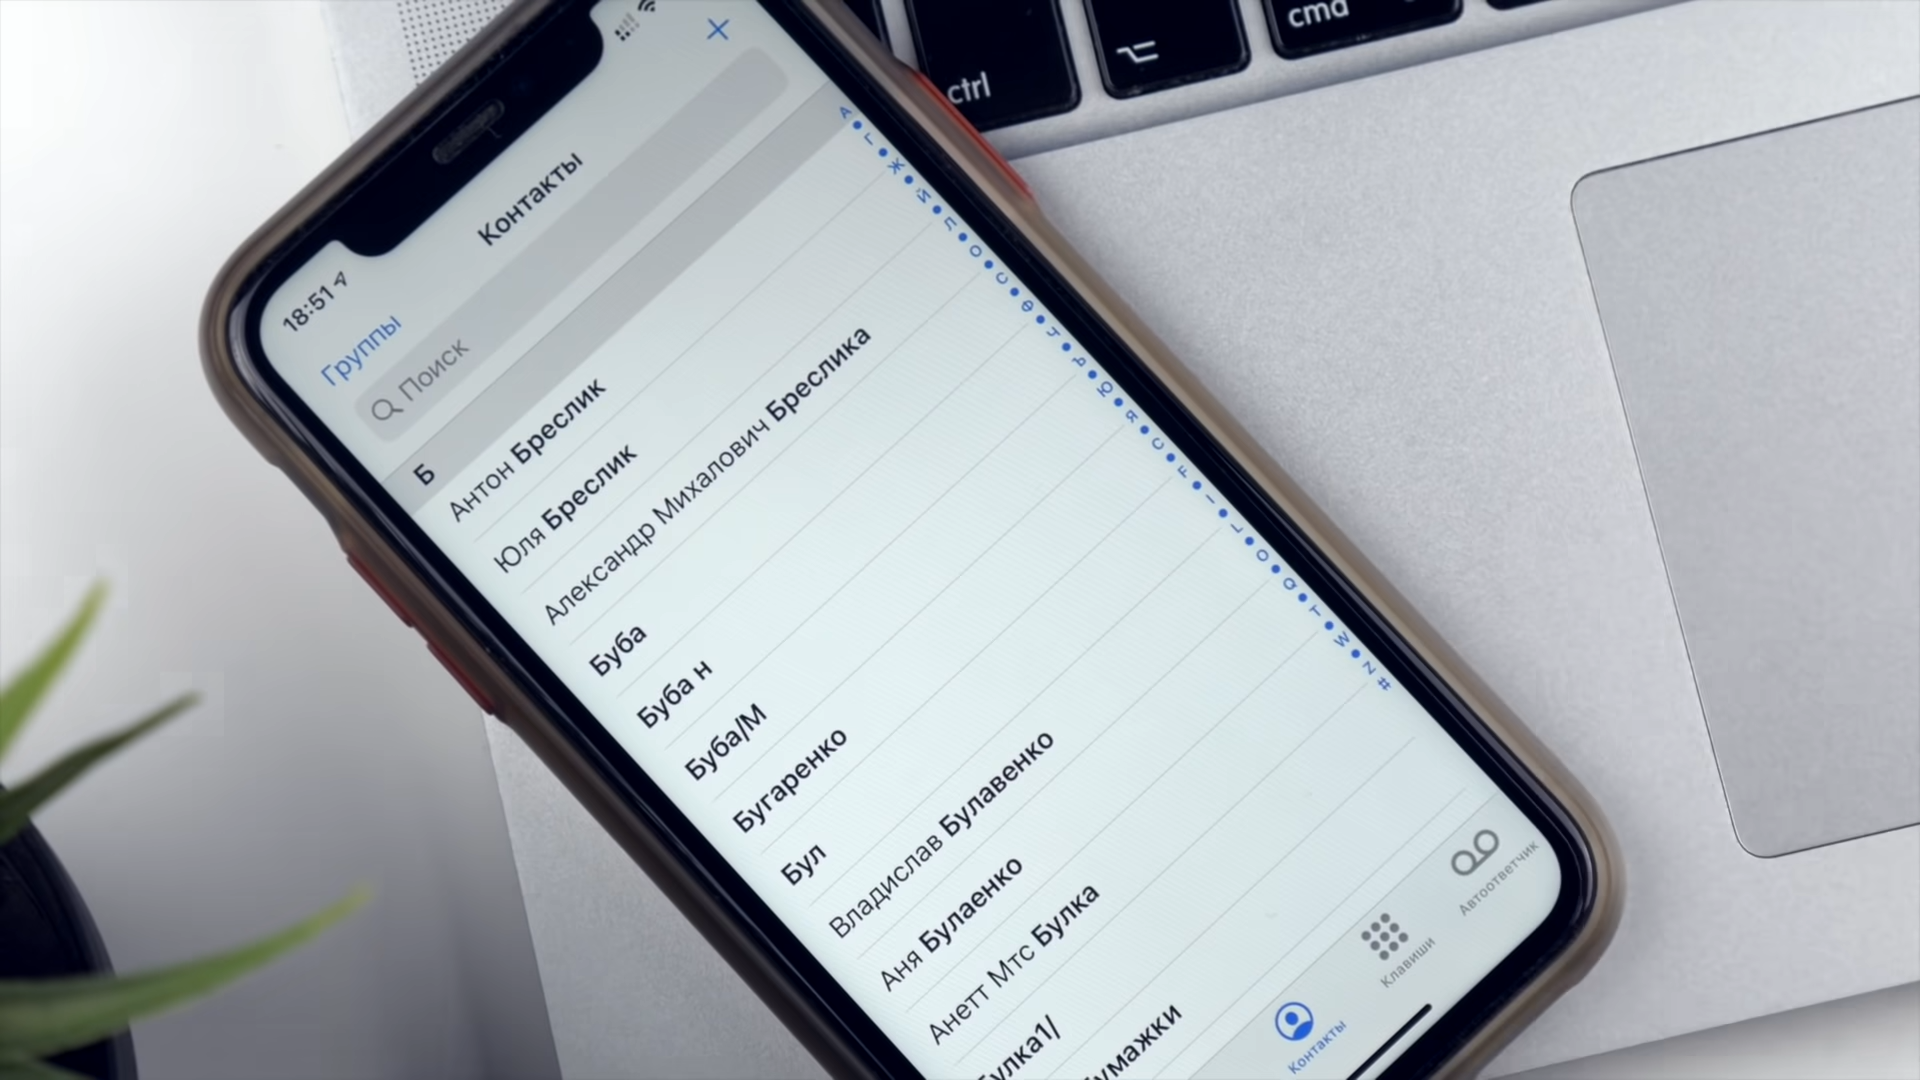 ctrl
cmd
18:51
Контакты
Группы
Поиск
Б
Антон Бреслик
Юля Бреслик
Александр Михалович Бреслика
Буба
Буба н
Буба/М
Бугаренко
Бул
Владислав Булавенко
Аня Булаенко
Анетт Мтс Булка
А
Г
Ж
Й
Л
О
С
Ф
Ч
Ь
Ю
Я
C
F
I
L
O
Q
T
W
Z
#
Контакты
Клавиши
Автоответчик